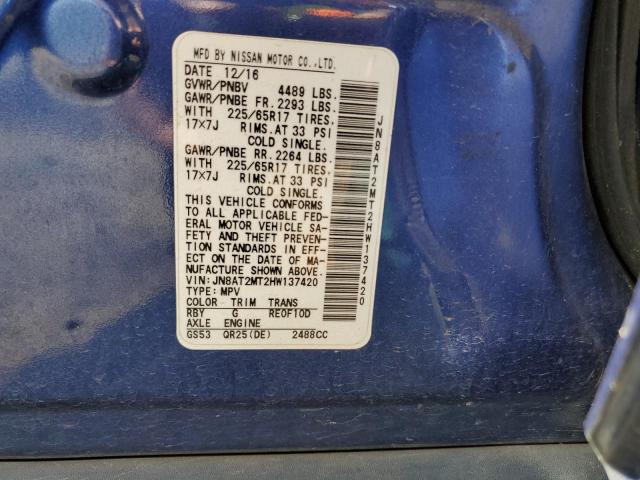 MFD BY NISSAN MOTOR CO.,LTD.
DATE 12/16
GVWR/PNBV 4489 LBS.
GAWR/PNBE FR. 2293 LBS.
WITH 225/65R17 TIRES.
17×7J RIMS.AT 33 PSI
COLD SINGLE.
GAWR/PNBE RR. 2264 LBS.
WITH 225/65R17 TIRES.
17×7J RIMS.AT 33 PSI
COLD SINGLE.
THIS VEHICLE CONFORMS
TO ALL APPLICABLE FED-
ERAL MOTOR VEHICLE SA-
FETY AND THEFT PREVEN-
TION STANDARDS IN EFF-
ECT ON THE DATE OF MA-
NUFACTURE SHOWN ABOVE.
VIN:JN8AT2MT2HW137420
TYPE:MPV
COLOR TRIM TRANS
RBY G RE0F10D
AXLE ENGINE
GS53 QR25(DE) 2488CC
JN8AT2MT2HW137420